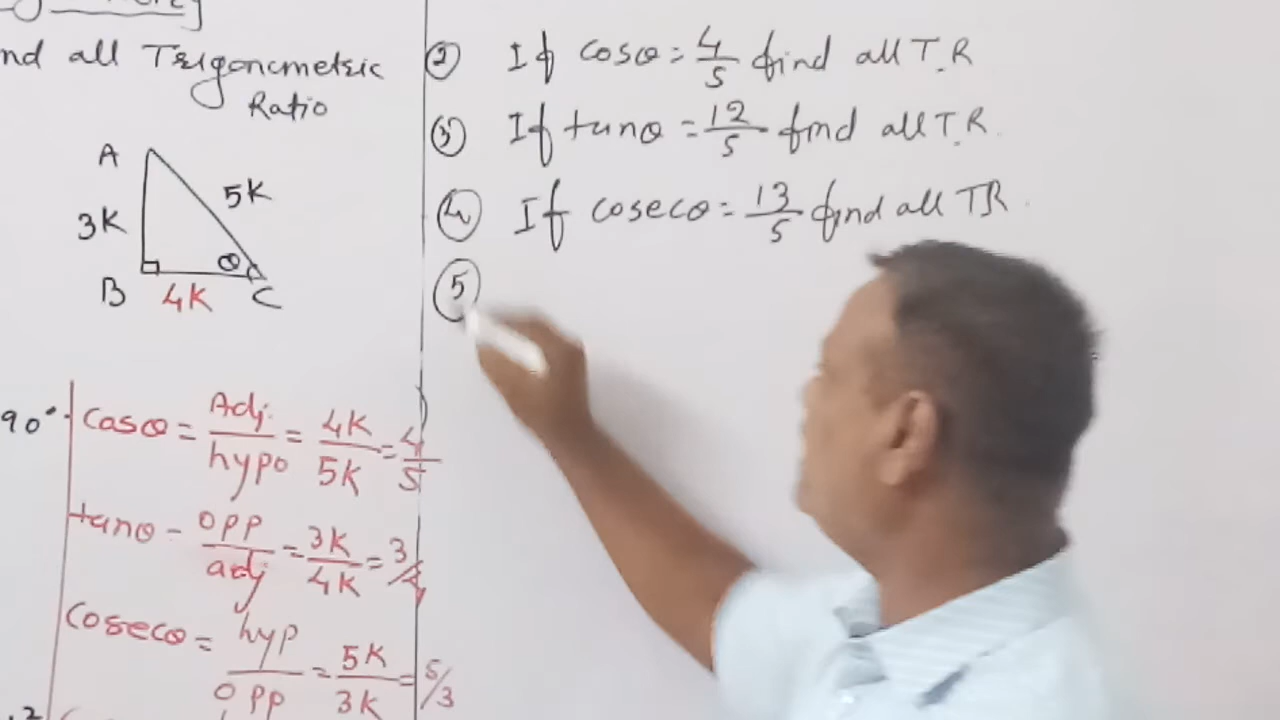 nd all Trigonometric
Ratio
A
3K
5K
θ
B
4K
C
90°
Cosθ = Adj. / hypo = 4K / 5K = 4/5
tanθ - opp / adj = 3K / 4K = 3/4
Cosecθ = hyp / opp = 5K / 3K = 5/3
② If cosθ = 4/5 find all T.R
③ If tanθ = 12/5 find all T.R.
④ If cosecθ = 13/5 find all TR.
⑤